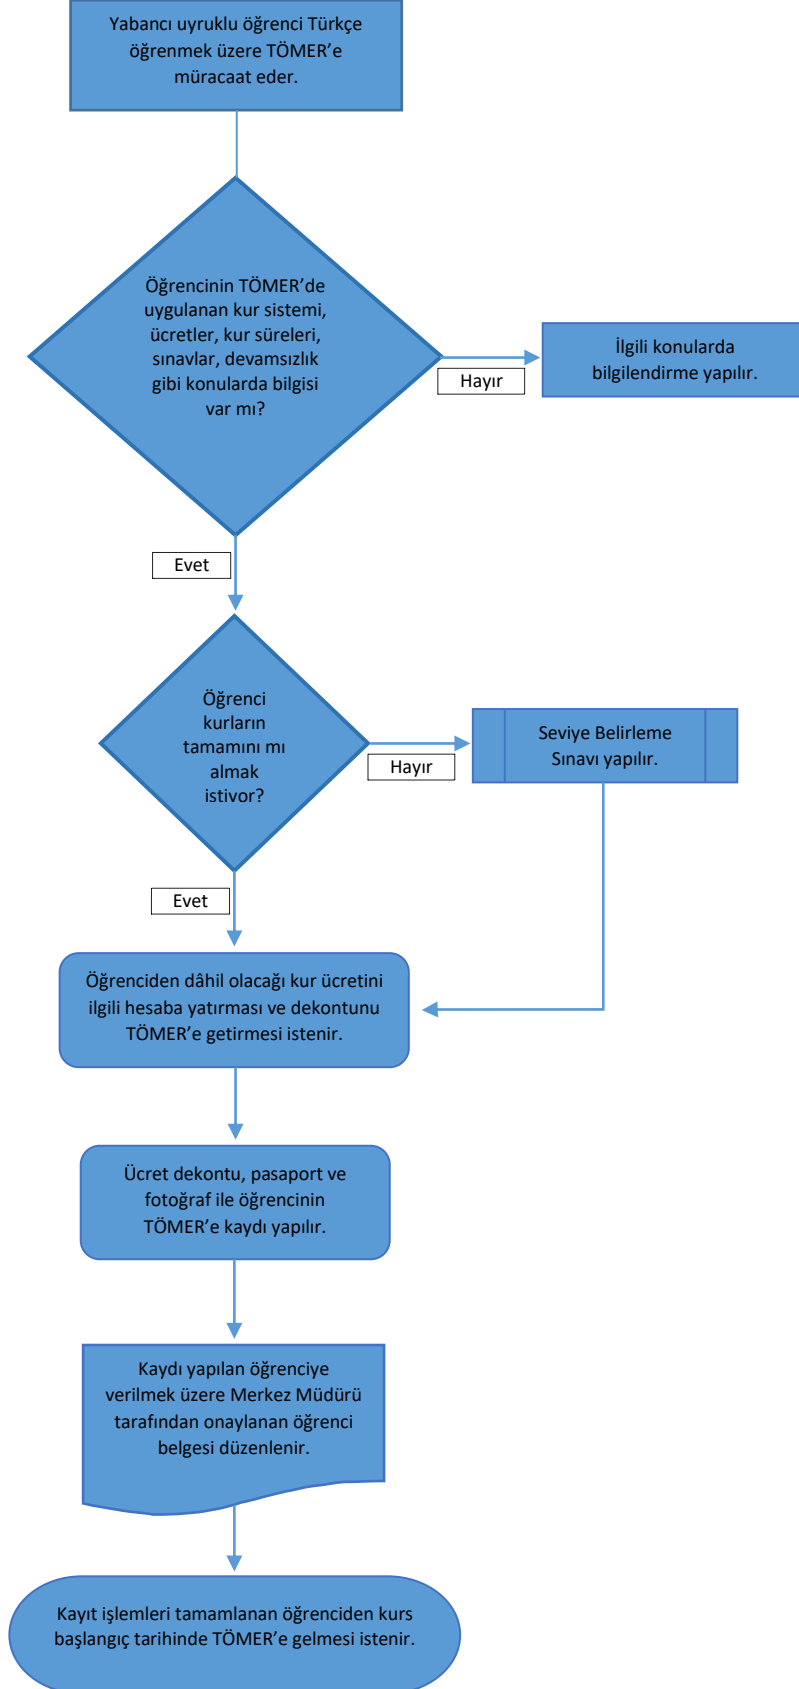 Yabancı uyruklu öğrenci Türkçe
öğrenmek üzere TÖMER’e
müracaat eder.
Öğrencinin TÖMER’de
uygulanan kur sistemi,
ücretler, kur süreleri,
sınavlar, devamsızlık
gibi konularda bilgisi
var mı?
Hayır
İlgili konularda
bilgilendirme yapılır.
Evet
Öğrenci
kurların
tamamını mı
almak
istivor?
Hayır
Seviye Belirleme
Sınavı yapılır.
Evet
Öğrenciden dâhil olacağı kur ücretini
ilgili hesaba yatırması ve dekontunu
TÖMER’e getirmesi istenir.
Ücret dekontu, pasaport ve
fotoğraf ile öğrencinin
TÖMER’e kaydı yapılır.
Kaydı yapılan öğrenciye
verilmek üzere Merkez Müdürü
tarafından onaylanan öğrenci
belgesi düzenlenir.
Kayıt işlemleri tamamlanan öğrenciden kurs
başlangıç tarihinde TÖMER’e gelmesi istenir.